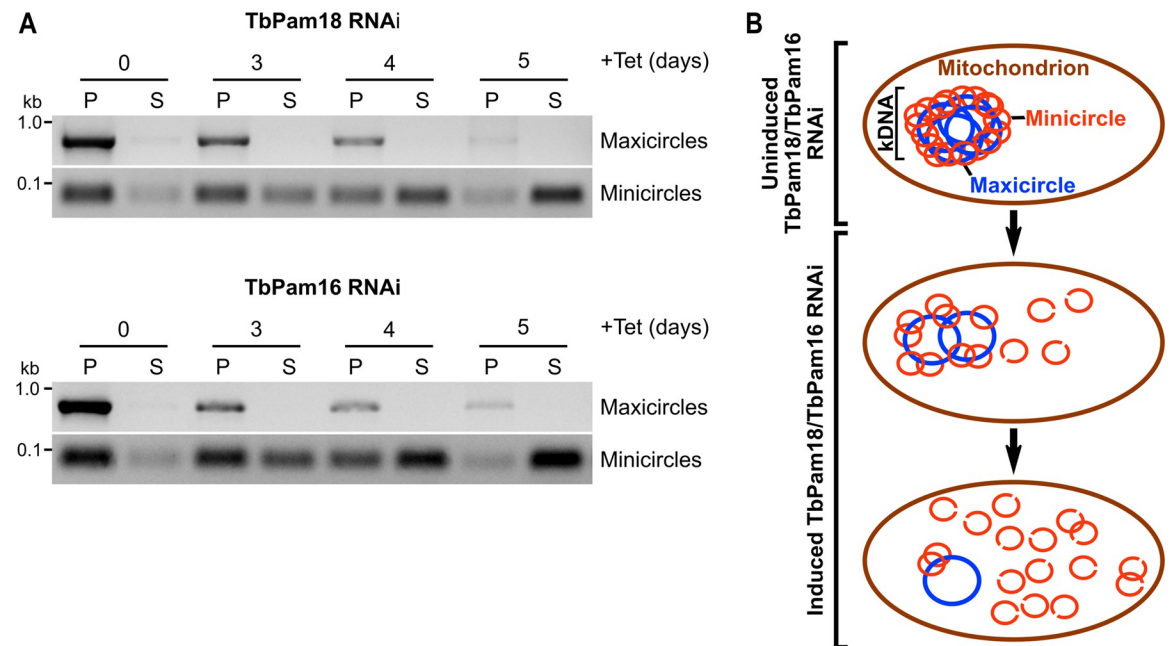 A
TbPam18 RNAi
0 3 4 5 +Tet (days)
P S P S P S P S
kb
1.0
Maxicircles
0.1
Minicircles
TbPam16 RNAi
0 3 4 5 +Tet (days)
P S P S P S P S
kb
1.0
Maxicircles
0.1
Minicircles
B
Uninduced
TbPam18/TbPam16
RNAi
Mitochondrion
kDNA
Minicircle
Maxicircle
Induced TbPam18/TbPam16 RNAi